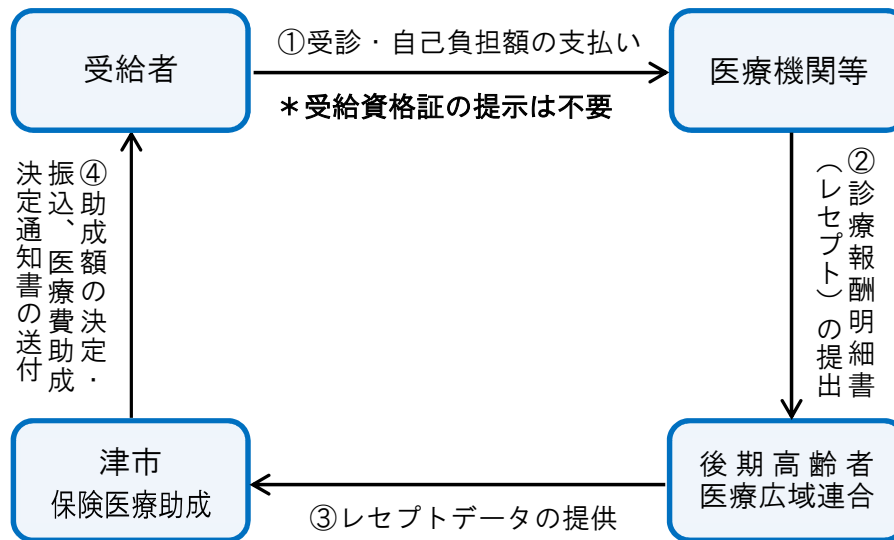 受給者
①受診・自己負担額の支払い
＊受給資格証の提示は不要
医療機関等
②診療報酬明細書
（レセプト）の提出
④助成額の決定・
振込、医療費助成
決定通知書の送付
津市
保険医療助成
③レセプトデータの提供
後期高齢者
医療広域連合